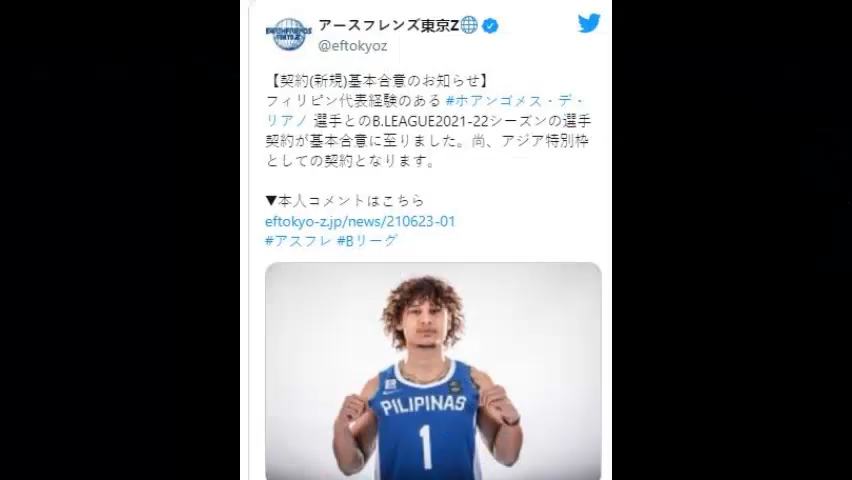 アースフレンズ東京Z
@eftokyoz
【契約(新規)基本合意のお知らせ】
フィリピン代表経験のある #ホアンゴメス・デ・
リアノ 選手とのB.LEAGUE2021-22シーズンの選手
契約が基本合意に至りました。尚、アジア特別枠
としての契約となります。
▼本人コメントはこちら
eftokyo-z.jp/news/210623-01
#アスフレ #Bリーグ
PILIPINAS
1